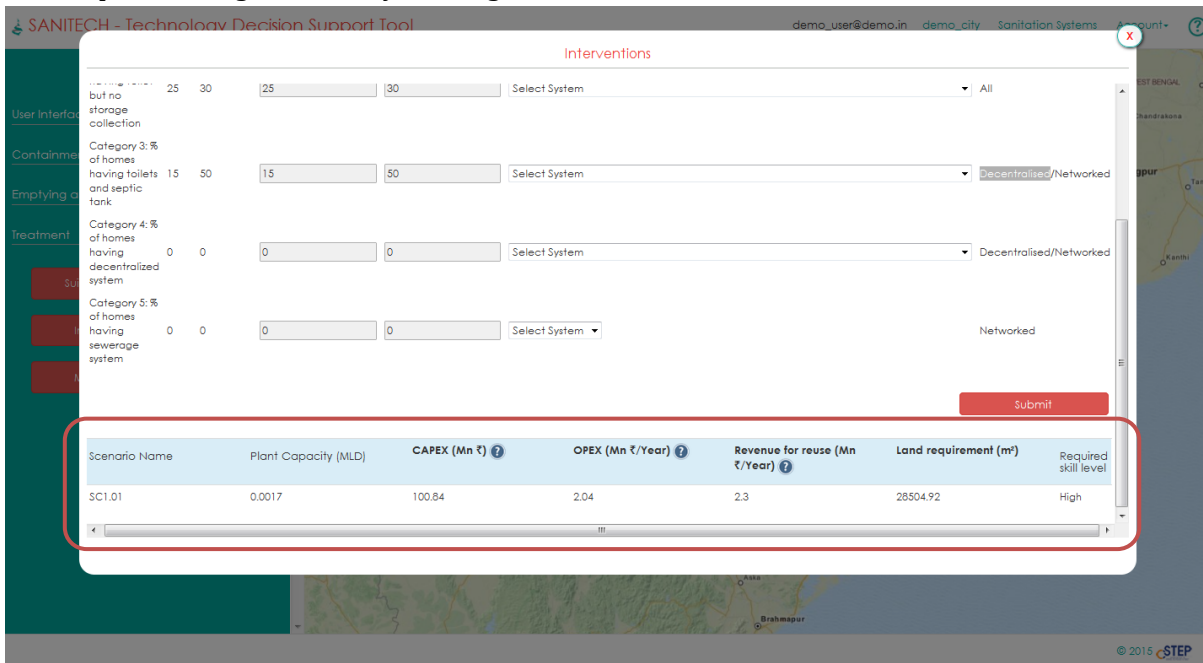 SANITECH - Technology Decision Support Tool
demo_user@demo.in demo_city Sanitation Systems Account
X
Interventions
but no storage collection 25 30 25 30 Select System All
Category 3: % of homes having toilets and septic tank 15 50 15 50 Select System Decentralised/Networked
Category 4: % of homes having decentralized system 0 0 0 0 Select System Decentralised/Networked
Category 5: % of homes having sewerage system 0 0 0 0 Select System Networked
Submit
Scenario Name Plant Capacity (MLD) CAPEX (Mn ₹) ? OPEX (Mn ₹/Year) ? Revenue for reuse (Mn ₹/Year) ? Land requirement (m²) Required skill level
SC1.01 0.0017 100.84 2.04 2.3 28504.92 High
User Interfac
Containme
Emptying a
Treatment
EST BENGAL
Chandrakona
gpur
Kanthi
Aska
Brahmapur
© 2015 CSTEP